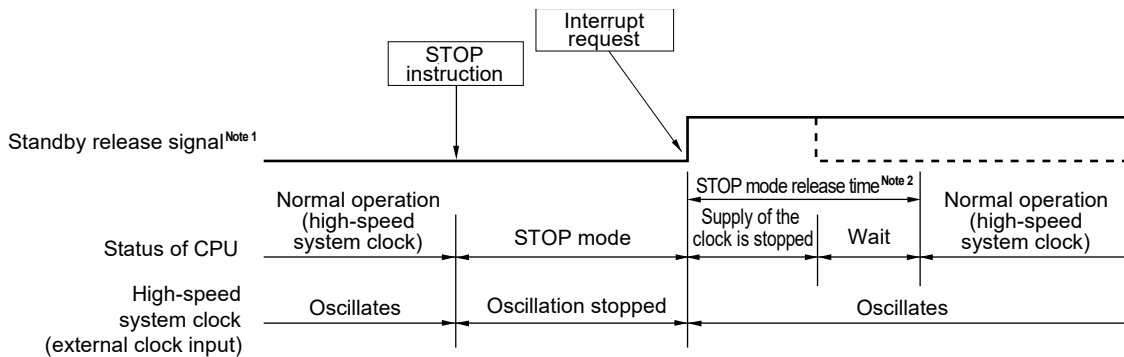 Interrupt
request
STOP
instruction
Standby release signal Note 1
STOP mode release time Note 2
Normal operation
(high-speed
system clock)
Supply of the
clock is stopped
Normal operation
(high-speed
system clock)
Status of CPU
STOP mode
Wait
High-speed
system clock
(external clock input)
Oscillates
Oscillation stopped
Oscillates